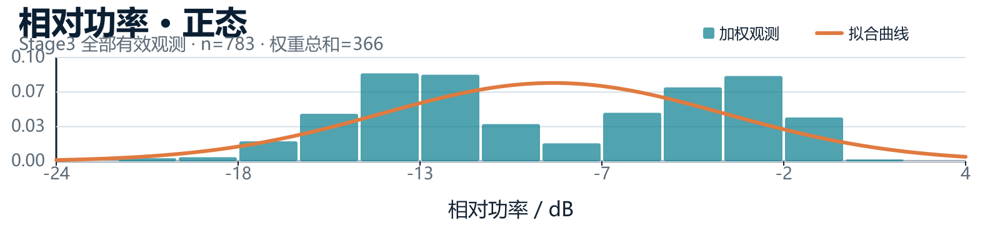 相对功率 · 正态
Stage3 全部有效观测 · n=783 · 权重总和=366
加权观测
拟合曲线
0.10
0.07
0.03
0.00
-24
-18
-13
-7
-2
4
相对功率 / dB